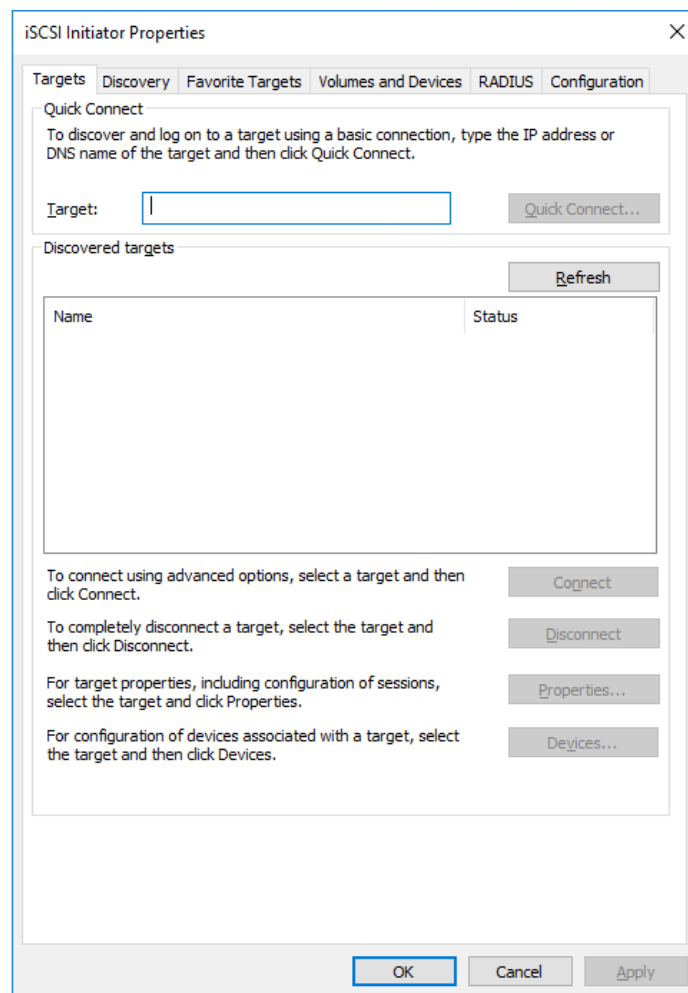 iSCSI Initiator Properties
Targets Discovery Favorite Targets Volumes and Devices RADIUS Configuration
Quick Connect
To discover and log on to a target using a basic connection, type the IP address or
DNS name of the target and then click Quick Connect.
Target: Quick Connect...
Discovered targets
Refresh
Name Status
To connect using advanced options, select a target and then
click Connect.
Connect
To completely disconnect a target, select the target and
then click Disconnect.
Disconnect
For target properties, including configuration of sessions,
select the target and click Properties.
Properties...
For configuration of devices associated with a target, select
the target and then click Devices.
Devices...
OK Cancel Apply